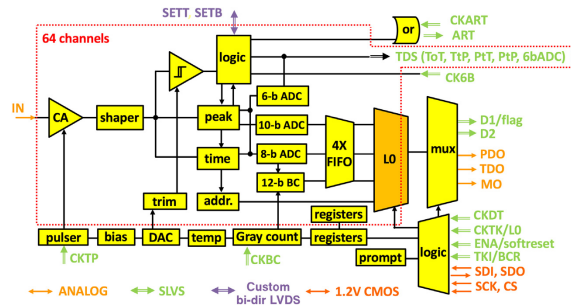 SETT SETB
64 channels
or
CKART
ART
logic
TDS (ToT, TtP, PtT, PtP, 6bADC)
CK6B
6-b ADC
IN
CA
shaper
peak
10-b ADC
4X
FIFO
L0
mux
D1/flag
D2
time
8-b ADC
PDO
TDO
MO
12-b BC
trim
addr.
registers
CKDT
pulser
bias
DAC
temp
Gray count
registers
logic
CKTK/L0
ENA/softreset
CKTP
CKBC
prompt
TKI/BCR
SDI, SDO
SCK, CS
ANALOG
SLVS
Custom
bi-dir LVDS
1.2V CMOS